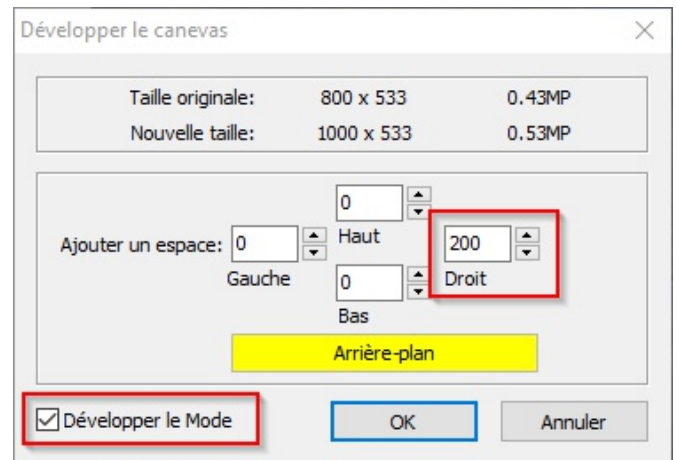 Développer le canevas
Taille originale: 800 x 533 0.43MP
Nouvelle taille: 1000 x 533 0.53MP
0
Haut
Ajouter un espace: 0 200
Gauche Droit
0
Bas
Arrière-plan
Développer le Mode OK Annuler